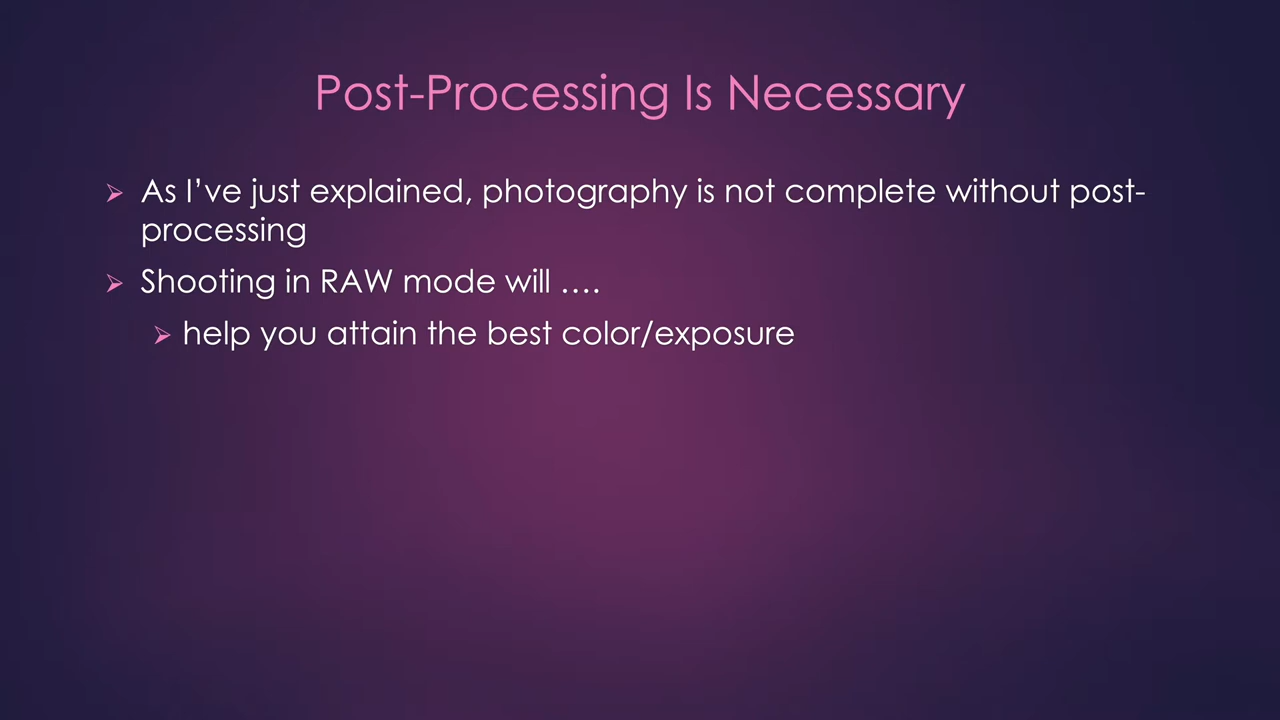 Post-Processing Is Necessary
As I’ve just explained, photography is not complete without post-
processing
Shooting in RAW mode will ….
help you attain the best color/exposure